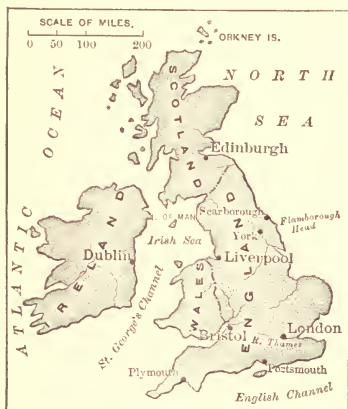 SCALE OF MILES.
0 50 100 200
ORKNEY IS.
NORTH
SEA
ATLANTIC
OCEAN
SCOTLAND
Edinburgh
I. OF MAN
Scarborough
Flamborough
Head
York
Irish Sea
IRELAND
Dublin
Liverpool
St. George's Channel
WALES
ENGLAND
Bristol
London
R. Thames
Plymouth
Portsmouth
English Channel